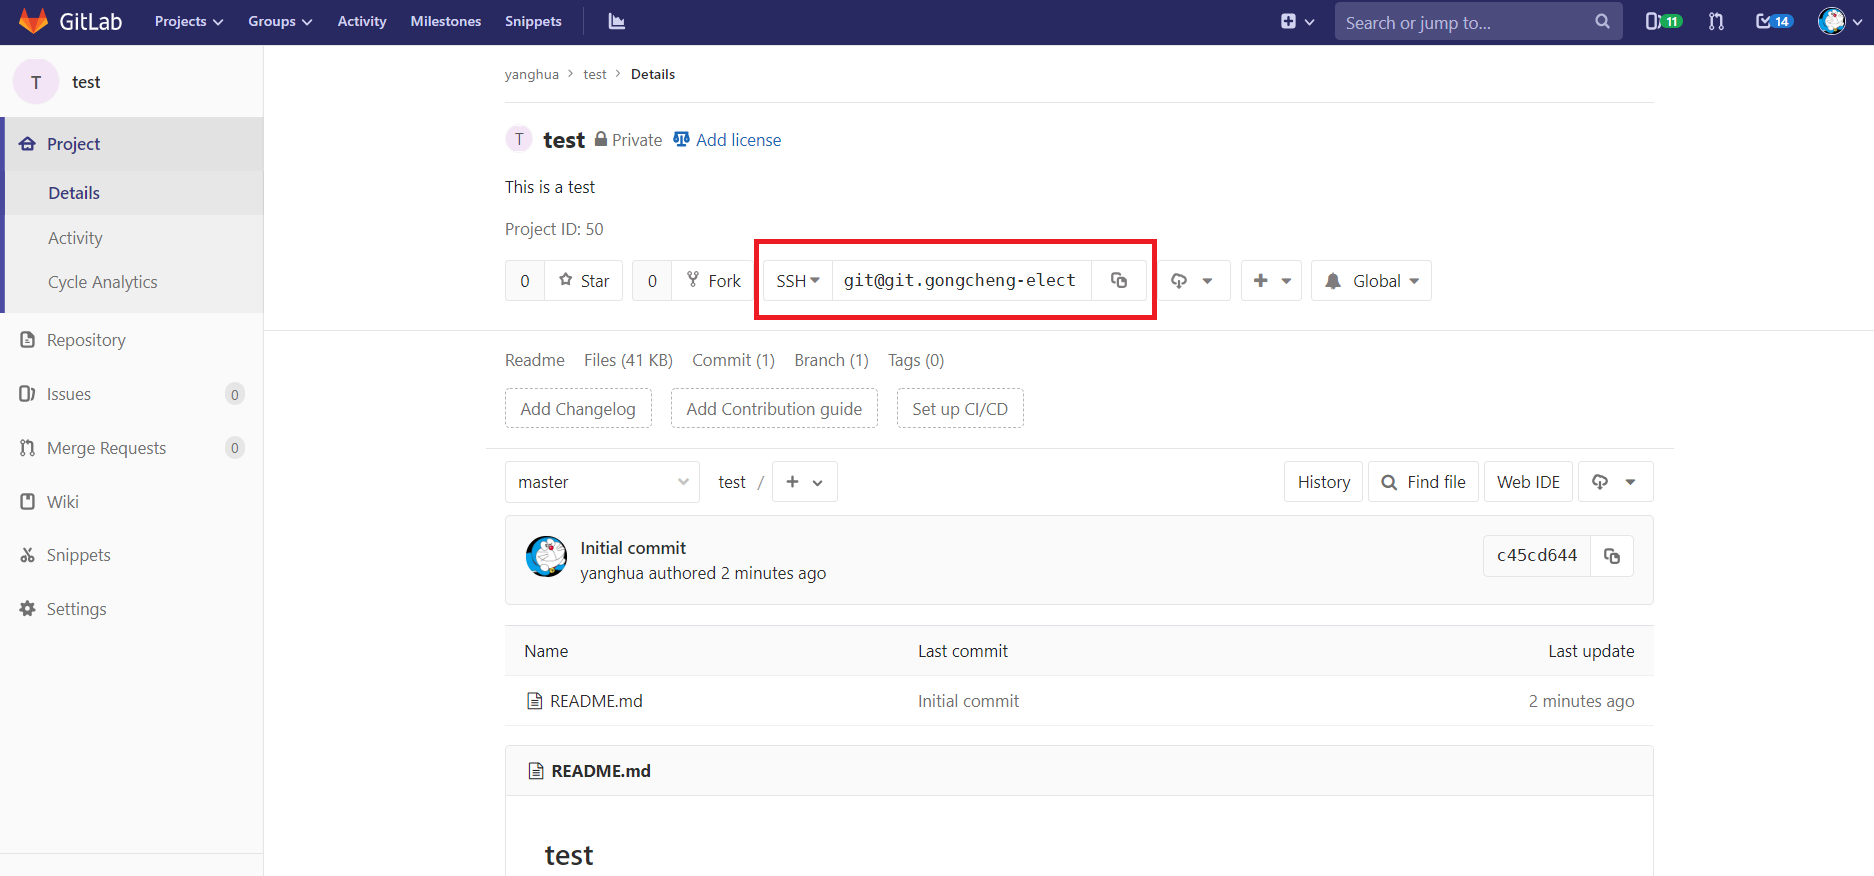 GitLab Projects Groups Activity Milestones Snippets Search or jump to... 11 14
T test
Project
Details
Activity
Cycle Analytics
Repository
Issues 0
Merge Requests 0
Wiki
Snippets
Settings
yanghua > test > Details
T test Private Add license
This is a test
Project ID: 50
0 Star 0 Fork SSH git@git.gongcheng-elect Global
Readme Files (41 KB) Commit (1) Branch (1) Tags (0)
Add Changelog Add Contribution guide Set up CI/CD
master test / + History Find file Web IDE
Initial commit
yanghua authored 2 minutes ago
c45cd644
Name Last commit Last update
README.md Initial commit 2 minutes ago
README.md
test